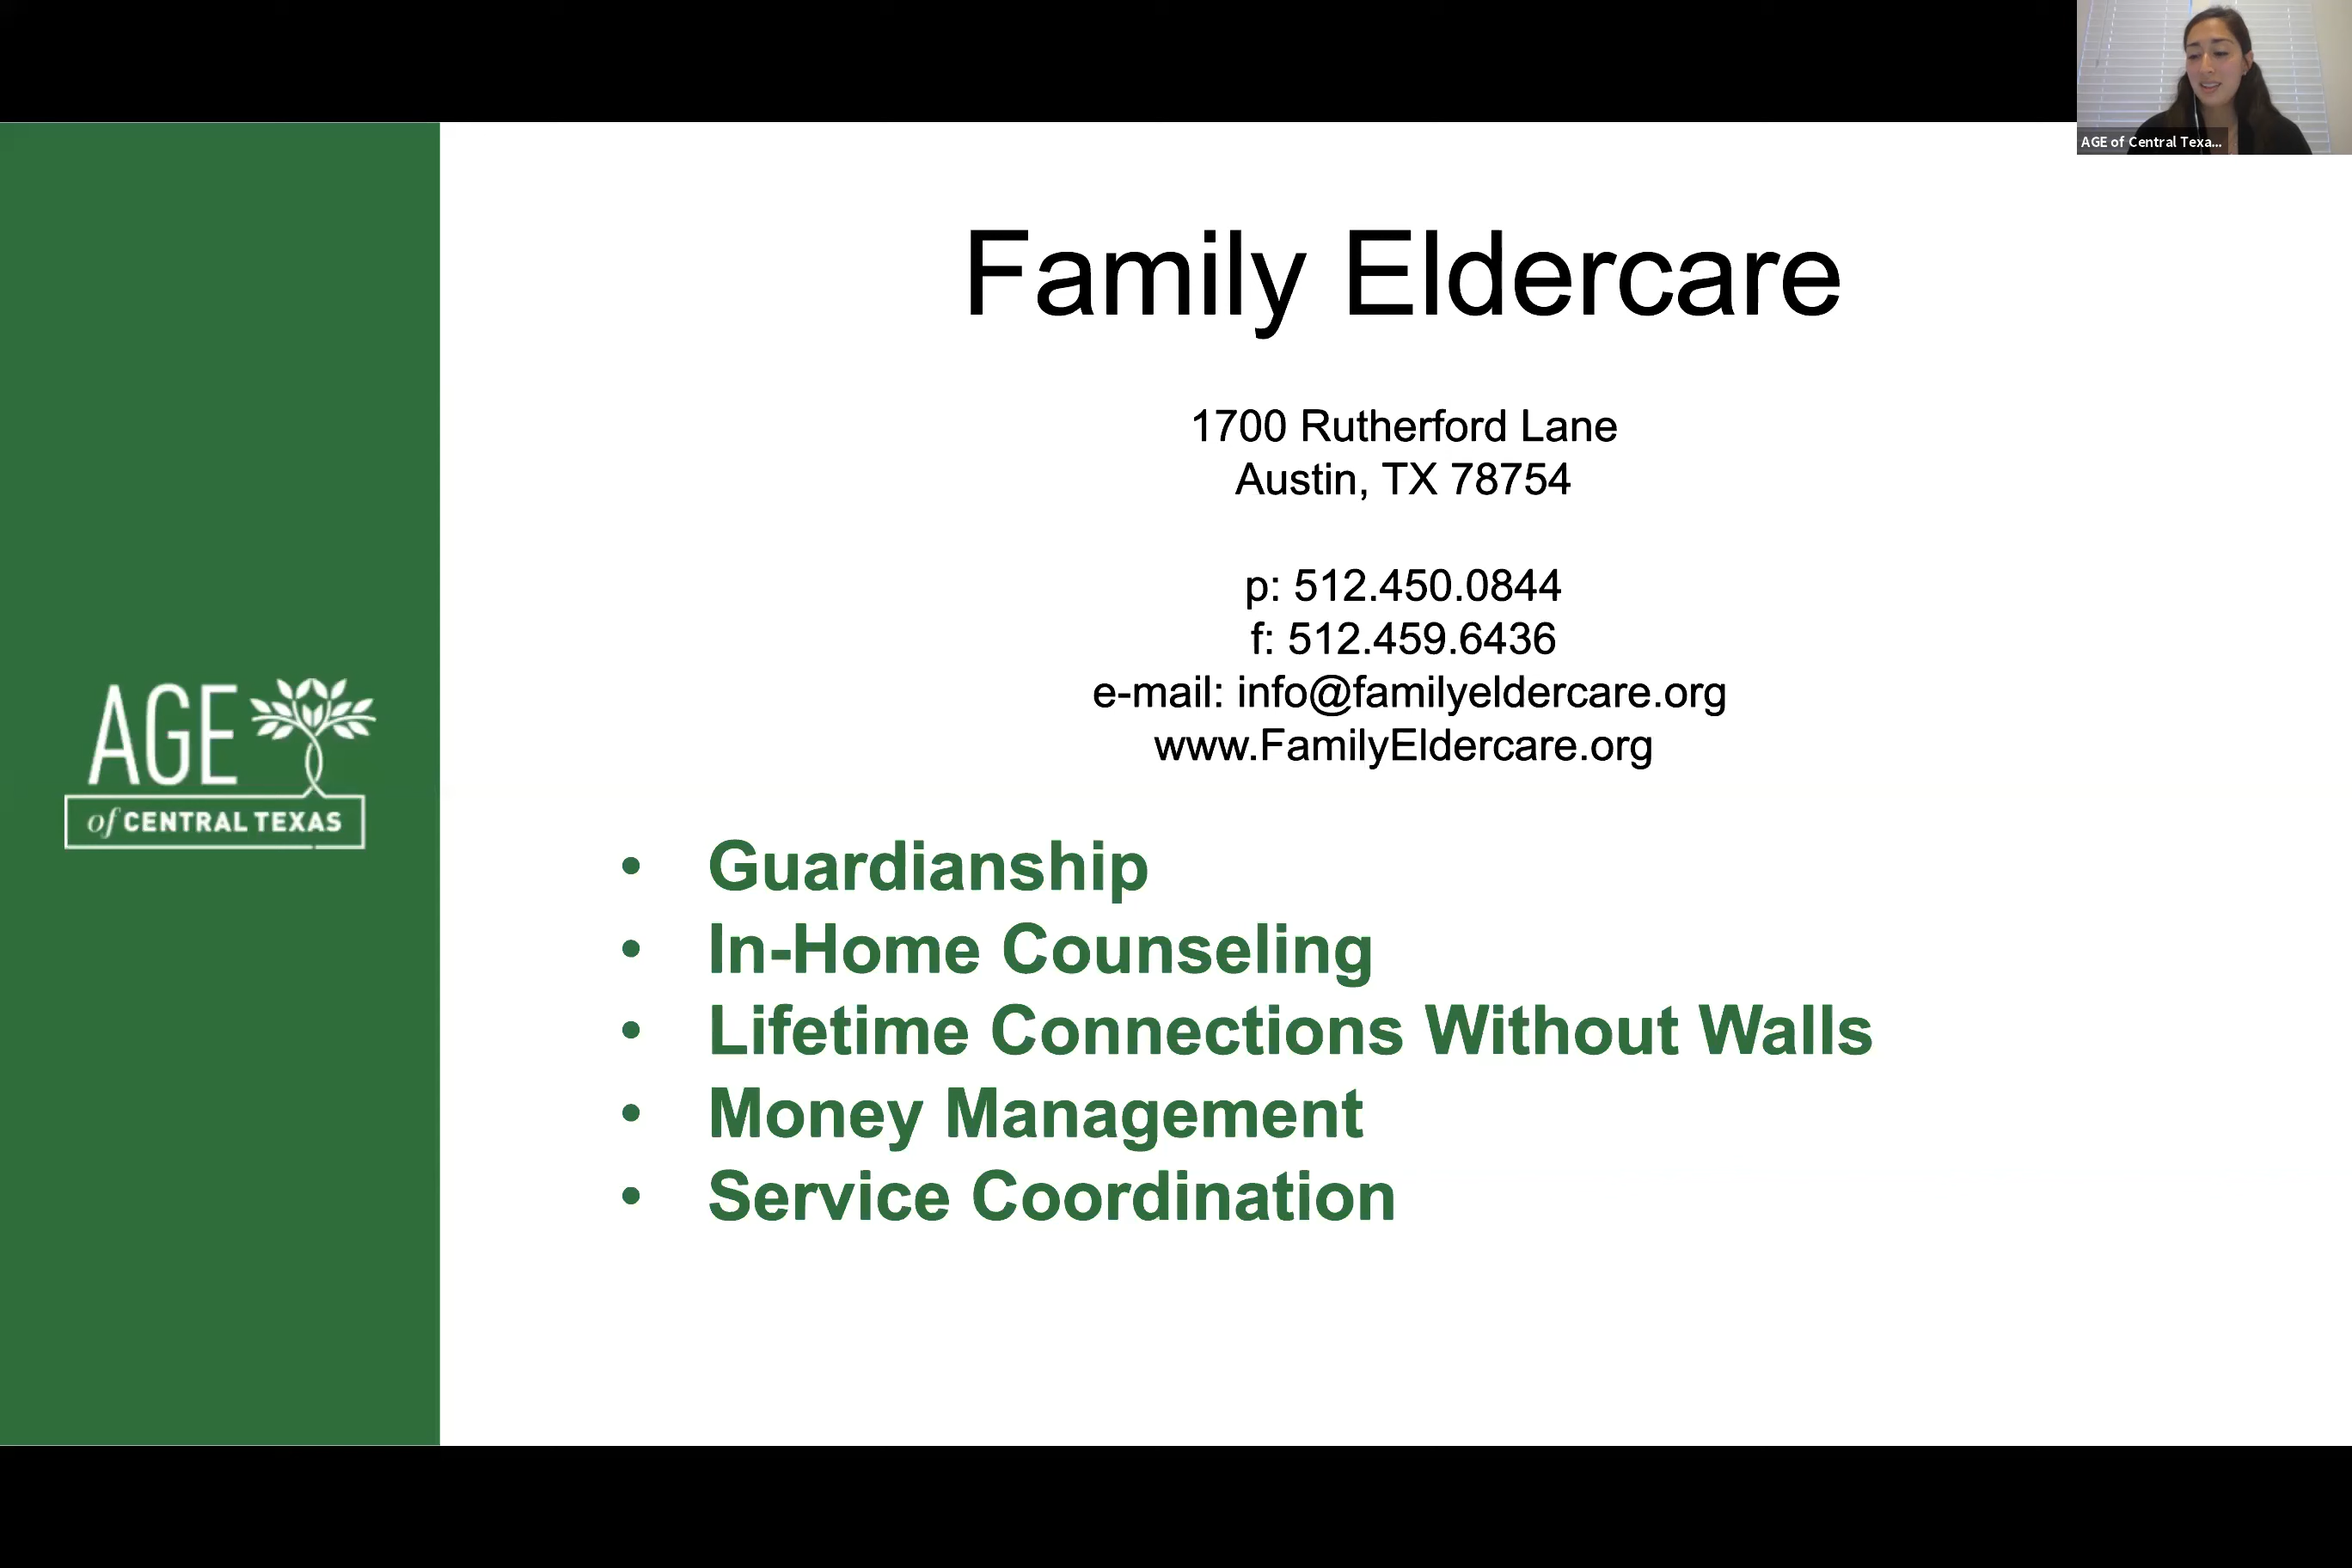 AGE of Central Texa...
Family Eldercare
1700 Rutherford Lane
Austin, TX 78754
p: 512.450.0844
f: 512.459.6436
e-mail: info@familyeldercare.org
www.FamilyEldercare.org
AGE
of CENTRAL TEXAS
• Guardianship
• In-Home Counseling
• Lifetime Connections Without Walls
• Money Management
• Service Coordination